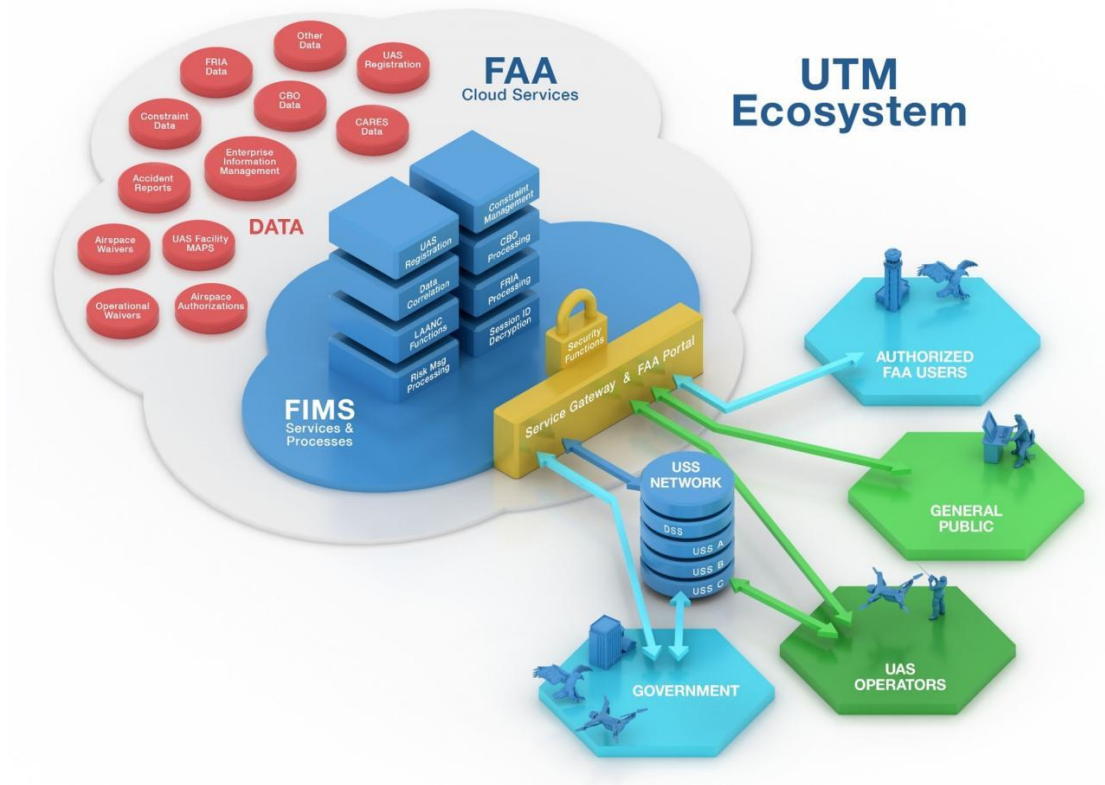 Other
Data
FRIA
Data
UAS
Registration
FAA
Cloud Services
UTM
Ecosystem
CBO
Data
Constraint
Data
CARES
Data
Enterprise
Information
Management
Accident
Reports
DATA
Airspace
Waivers
UAS Facility
MAPS
Operational
Waivers
Airspace
Authorizations
Constraint
Management
UAS
Registration
CBO
Processing
Data
Correlation
FRIA
Processing
LAANC
Functions
Session ID
Decryption
Risk Msg
Processing
Security
Functions
Service Gateway & FAA Portal
FIMS
Services &
Processes
AUTHORIZED
FAA USERS
USS
NETWORK
DSS
USS A
USS B
USS C
GENERAL
PUBLIC
UAS
OPERATORS
GOVERNMENT